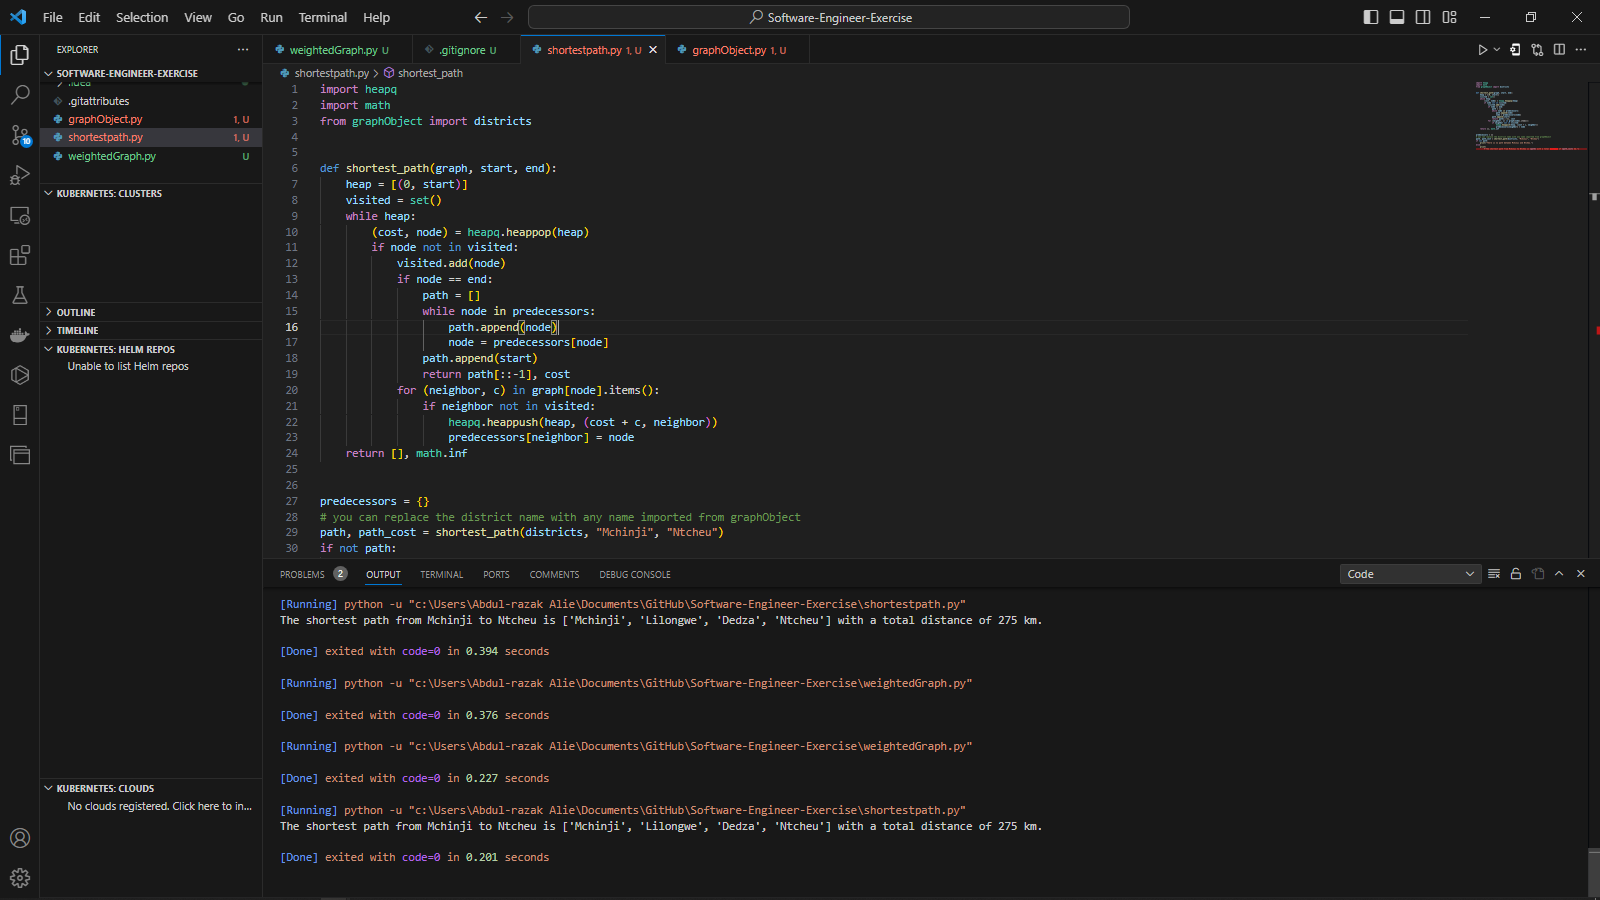 File Edit Selection View Go Run Terminal Help
Software-Engineer-Exercise
EXPLORER
SOFTWARE-ENGINEER-EXERCISE
.idea
.gitattributes
graphObject.py 1, U
shortestpath.py 1, U
weightedGraph.py U
KUBERNETES: CLUSTERS
OUTLINE
TIMELINE
KUBERNETES: HELM REPOS
Unable to list Helm repos
KUBERNETES: CLOUDS
No clouds registered. Click here to in...
10
weightedGraph.py U .gitignore U shortestpath.py 1, U graphObject.py 1, U
shortestpath.py > shortest_path
1 import heapq
2 import math
3 from graphObject import districts
4
5
6 def shortest_path(graph, start, end):
7 heap = [(0, start)]
8 visited = set()
9 while heap:
10 (cost, node) = heapq.heappop(heap)
11 if node not in visited:
12 visited.add(node)
13 if node == end:
14 path = []
15 while node in predecessors:
16 path.append(node)
17 node = predecessors[node]
18 path.append(start)
19 return path[::-1], cost
20 for (neighbor, c) in graph[node].items():
21 if neighbor not in visited:
22 heapq.heappush(heap, (cost + c, neighbor))
23 predecessors[neighbor] = node
24 return [], math.inf
25
26
27 predecessors = {}
28 # you can replace the district name with any name imported from graphObject
29 path, path_cost = shortest_path(districts, "Mchinji", "Ntcheu")
30 if not path:
PROBLEMS 2 OUTPUT TERMINAL PORTS COMMENTS DEBUG CONSOLE
Code
[Running] python -u "c:\Users\Abdul-razak Alie\Documents\GitHub\Software-Engineer-Exercise\shortestpath.py"
The shortest path from Mchinji to Ntcheu is ['Mchinji', 'Lilongwe', 'Dedza', 'Ntcheu'] with a total distance of 275 km.
[Done] exited with code=0 in 0.394 seconds
[Running] python -u "c:\Users\Abdul-razak Alie\Documents\GitHub\Software-Engineer-Exercise\weightedGraph.py"
[Done] exited with code=0 in 0.376 seconds
[Running] python -u "c:\Users\Abdul-razak Alie\Documents\GitHub\Software-Engineer-Exercise\weightedGraph.py"
[Done] exited with code=0 in 0.227 seconds
[Running] python -u "c:\Users\Abdul-razak Alie\Documents\GitHub\Software-Engineer-Exercise\shortestpath.py"
The shortest path from Mchinji to Ntcheu is ['Mchinji', 'Lilongwe', 'Dedza', 'Ntcheu'] with a total distance of 275 km.
[Done] exited with code=0 in 0.201 seconds